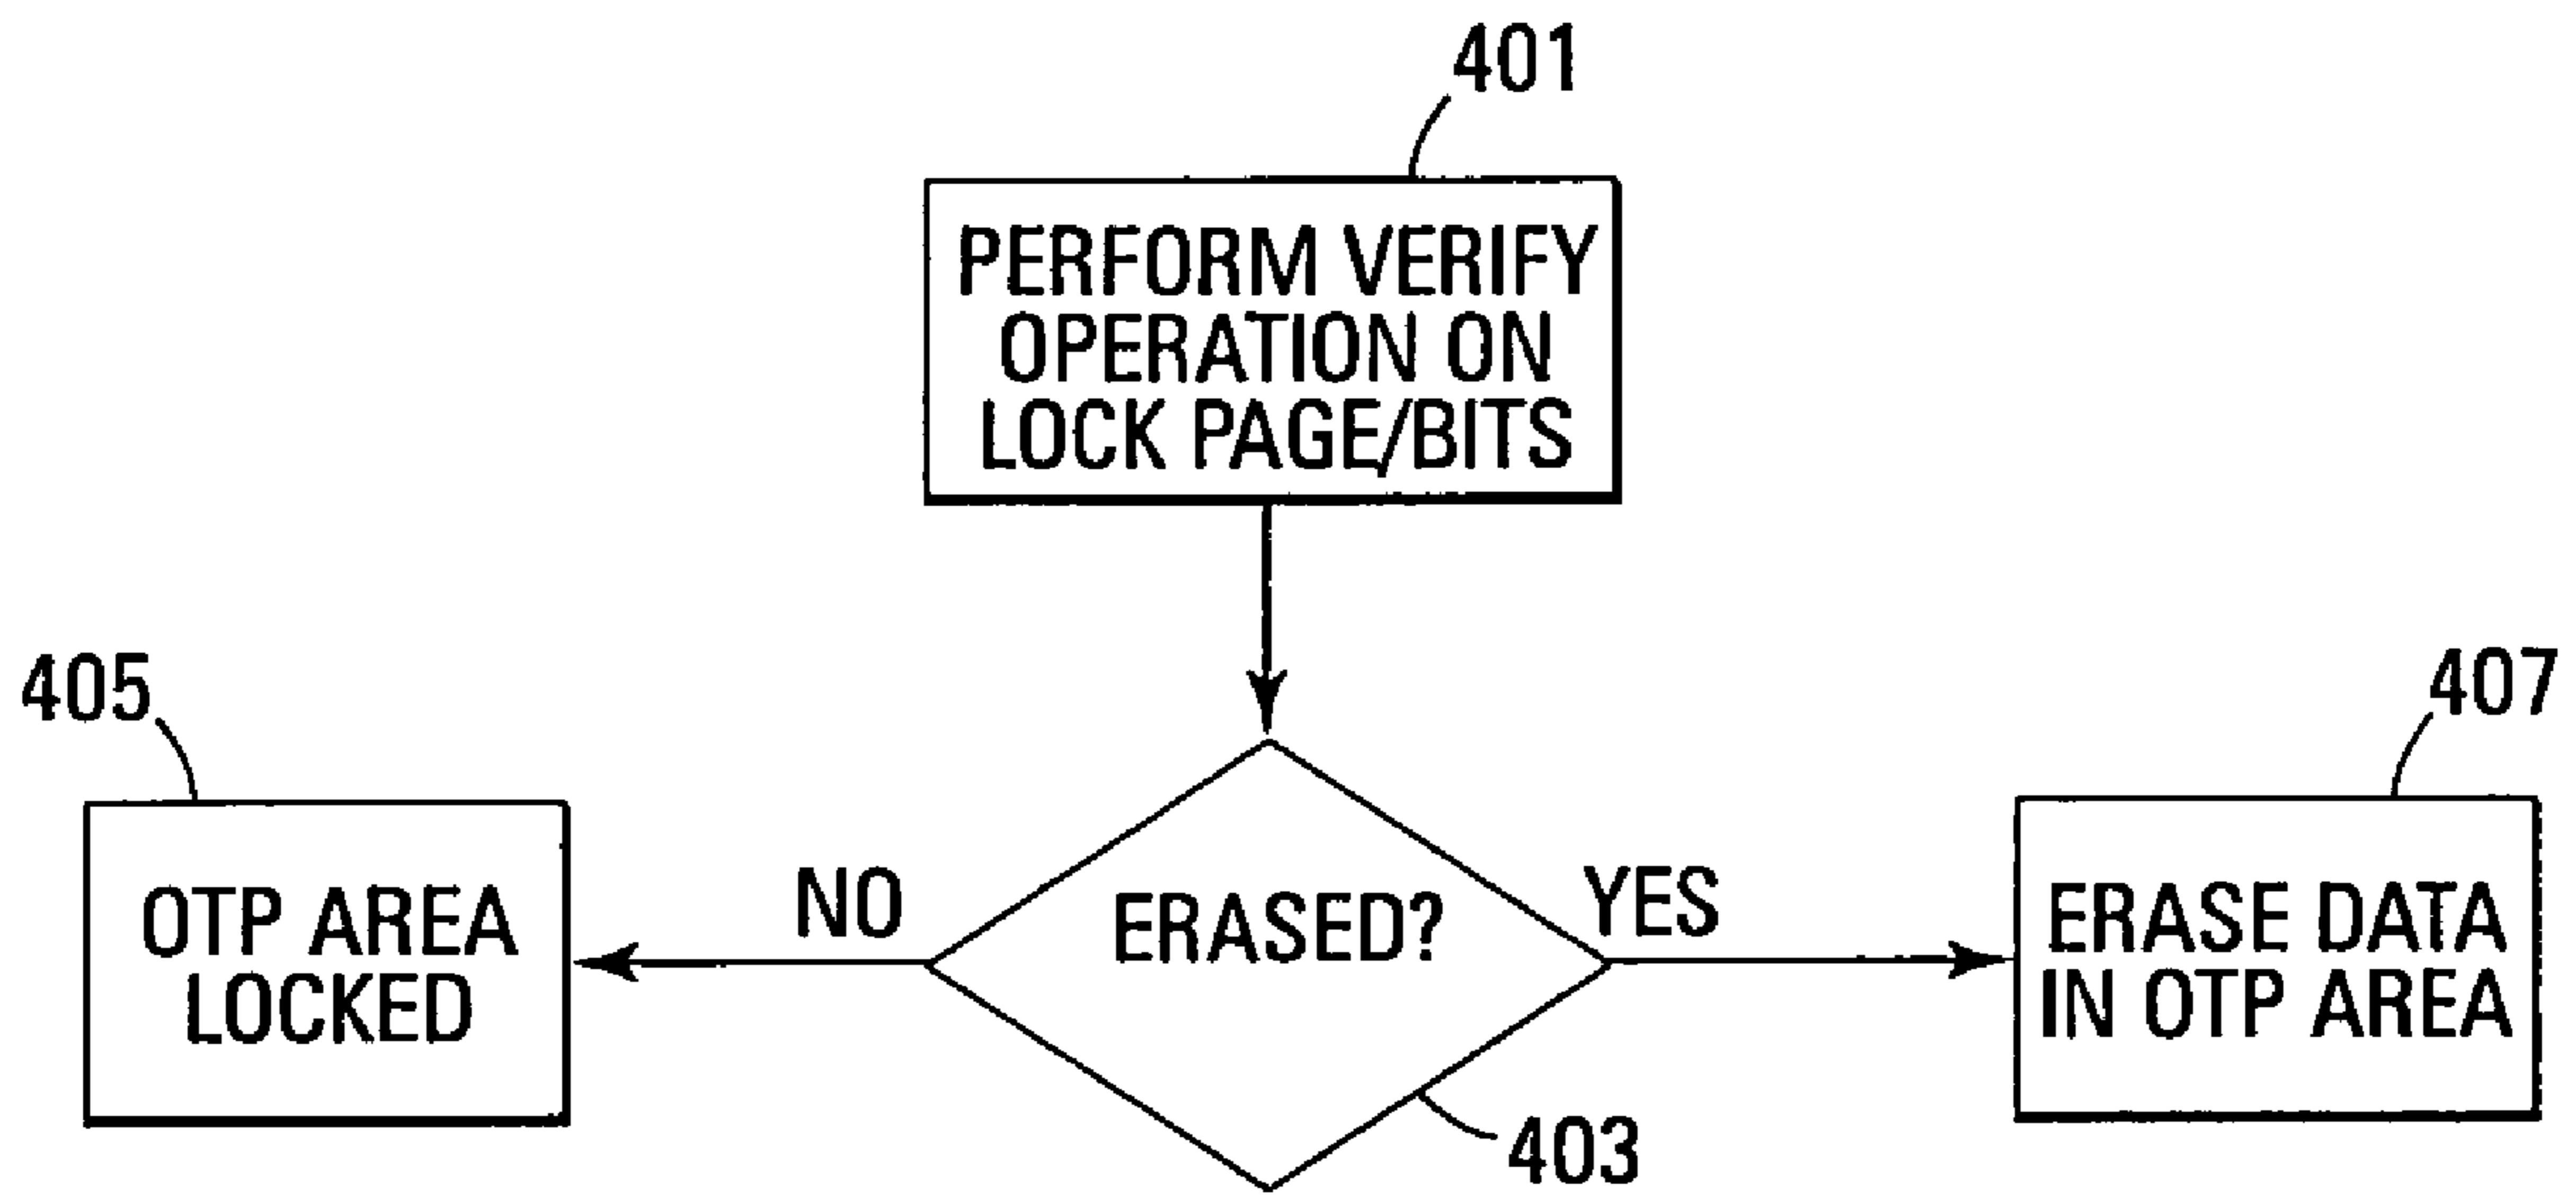 401
PERFORM VERIFY
OPERATION ON
LOCK PAGE/BITS
405
407
OTP AREA
LOCKED
NO
ERASED?
YES
ERASE DATA
IN OTP AREA
403